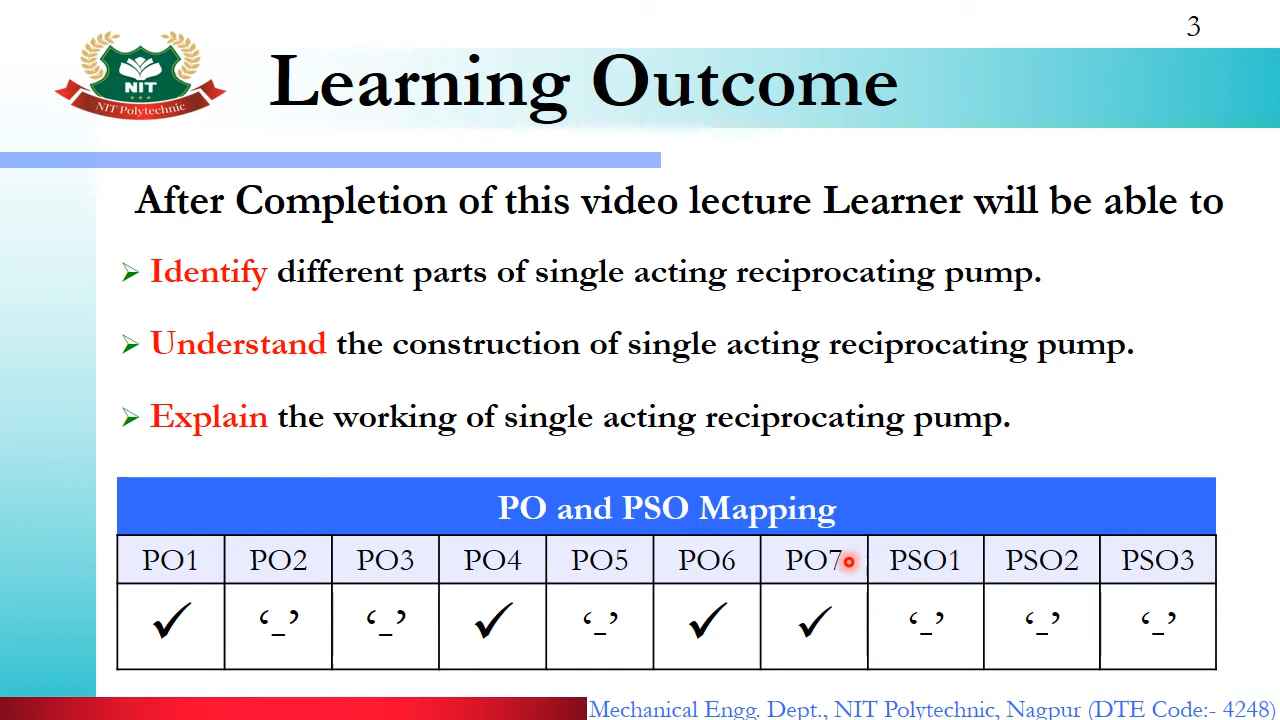 3
NIT
NIT Polytechnic
Learning Outcome
After Completion of this video lecture Learner will be able to
➢ Identify different parts of single acting reciprocating pump.
➢ Understand the construction of single acting reciprocating pump.
➢ Explain the working of single acting reciprocating pump.
PO and PSO Mapping
PO1 PO2 PO3 PO4 PO5 PO6 PO7 PSO1 PSO2 PSO3
✓ ‘-’ ‘-’ ✓ ‘-’ ✓ ✓ ‘-’ ‘-’ ‘-’
Mechanical Engg. Dept., NIT Polytechnic, Nagpur (DTE Code:- 4248)